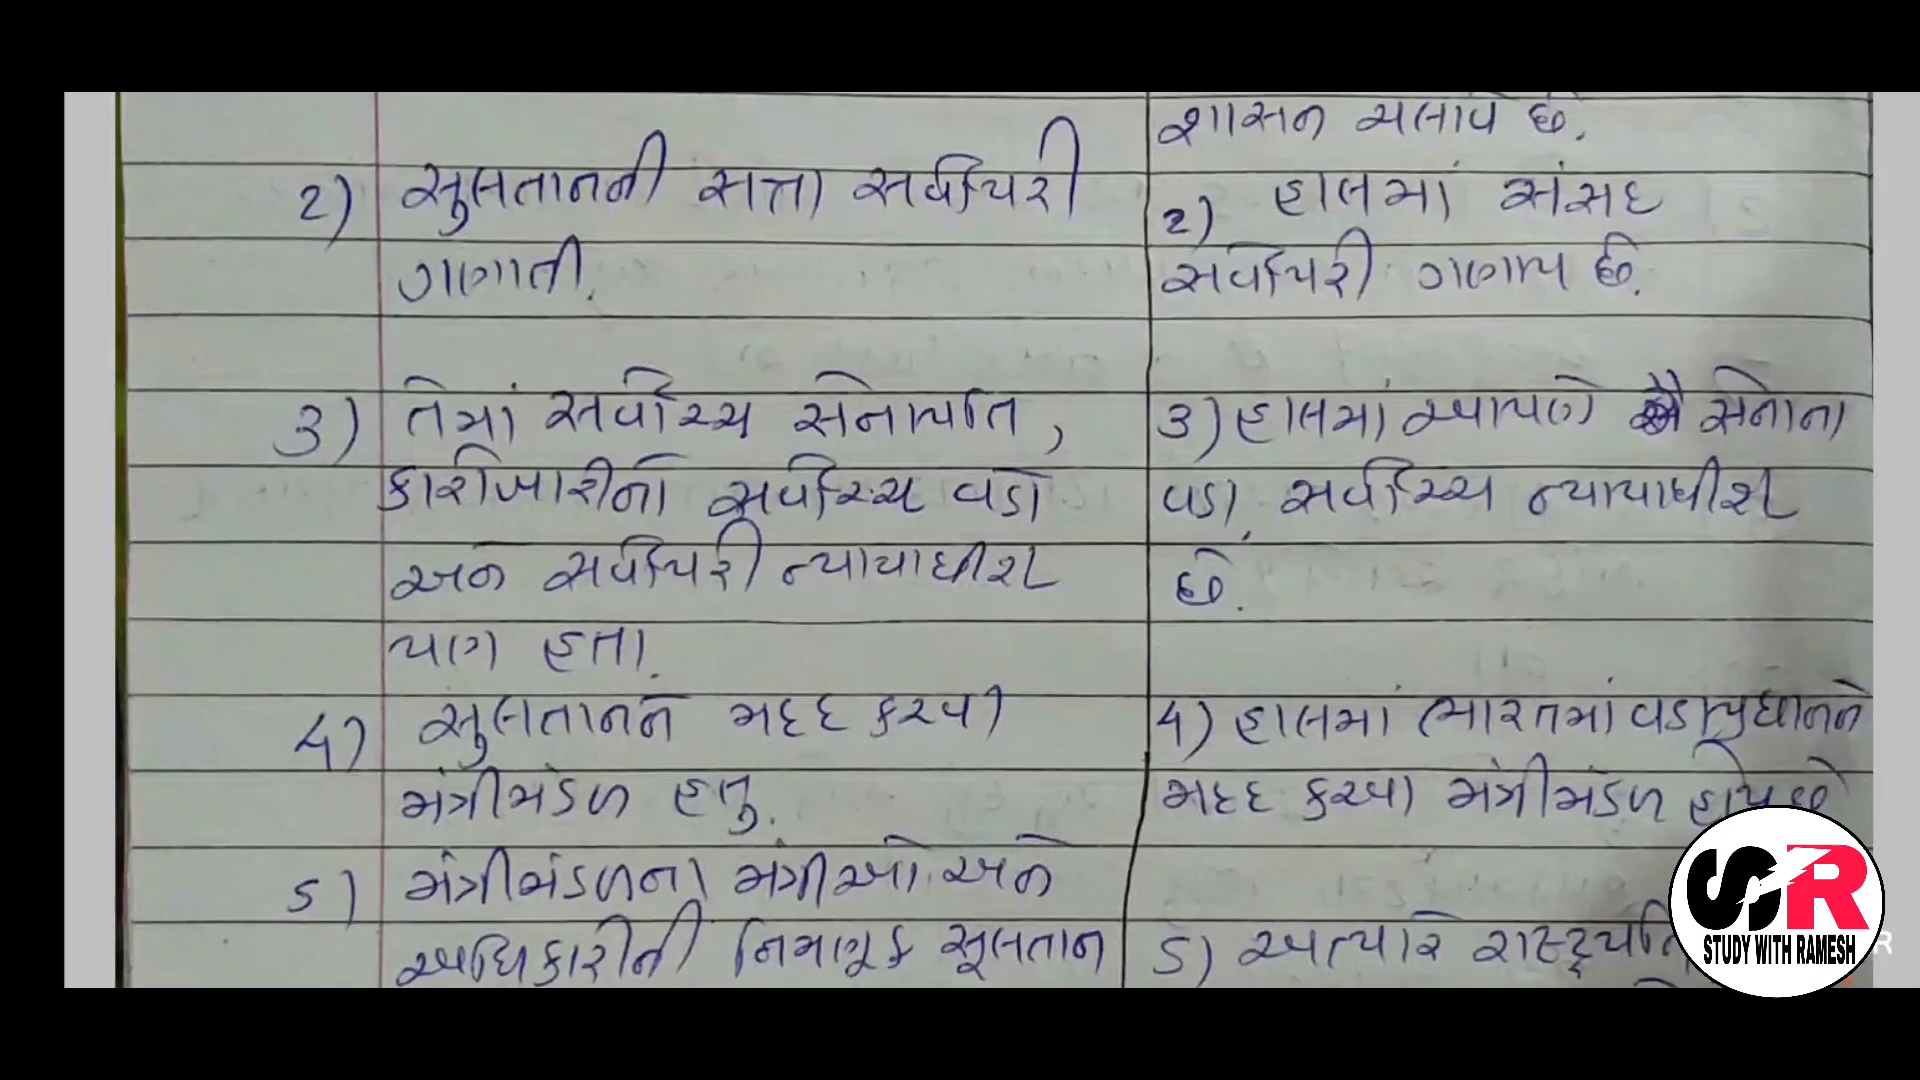 શાસન ચલાવે છે.
2) સુલતાનની સત્તા સર્વોપરી
ગણાતી.
2) હાલમાં સંસદ
સર્વોપરી ગણાય છે.
3) તેમાં સર્વોચ્ચ સેનાપતિ,
કારોબારીનો સર્વોચ્ચ વડો
અને સર્વોપરી ન્યાયાધીશ
પણ હતા.
3) હાલમાં આપણે સેનાના
વડા સર્વોચ્ચ ન્યાયાધીશ
છે.
4) સુલતાનને મદદ કરવા
મંત્રીમંડળ હતુ.
4) હાલમાં ભારતમાં વડાપ્રધાનને
મદદ કરવા મંત્રીમંડળ હોય છે
5) મંત્રીમંડળના મંત્રીઓ અને
અધિકારીની નિમણૂક સૂલતાન
5) અત્યારે રાષ્ટ્રપતિ
SR
STUDY WITH RAMESH